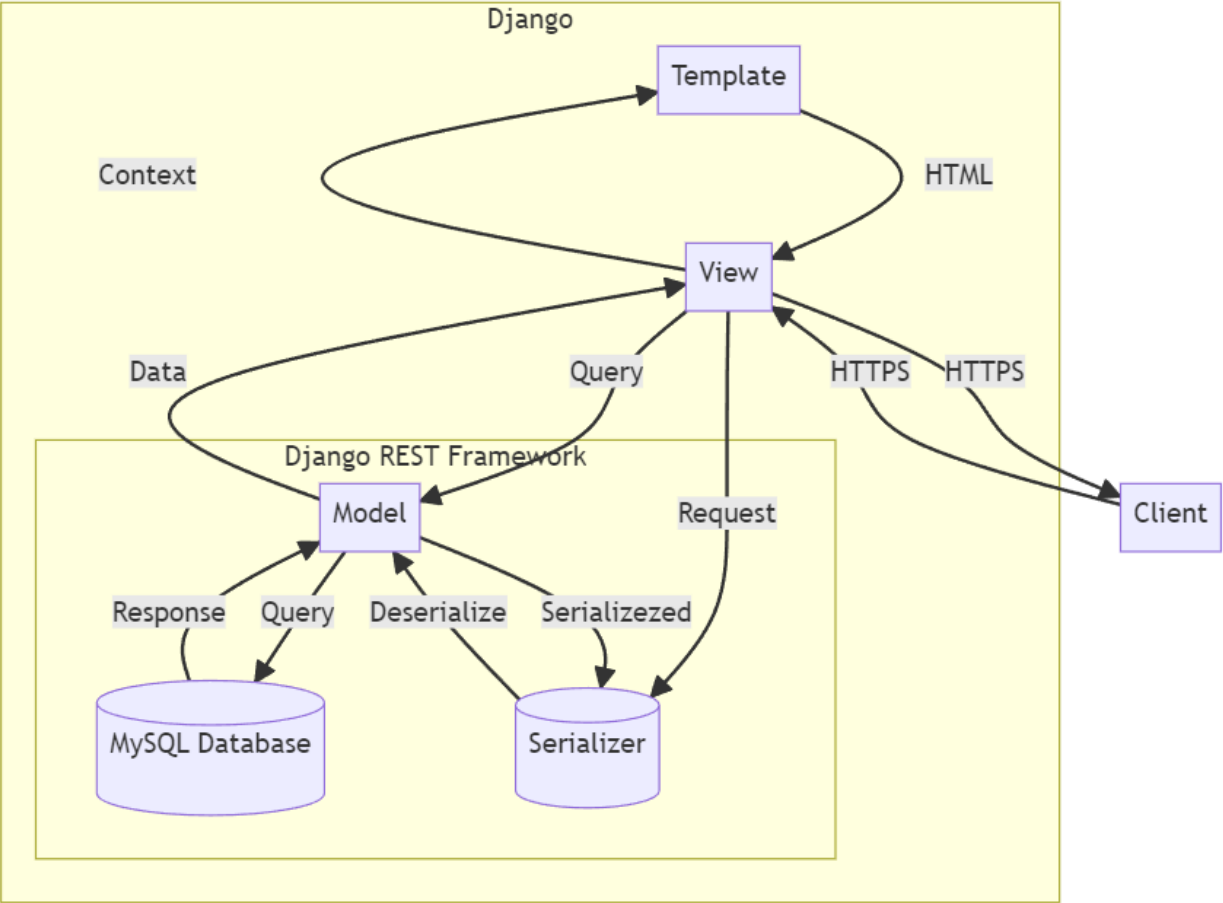 Django
Template
Context
HTML
View
Data
Query
HTTPS
HTTPS
Django REST Framework
Model
Request
Client
Response
Query
Deserialize
Serializezed
MySQL Database
Serializer